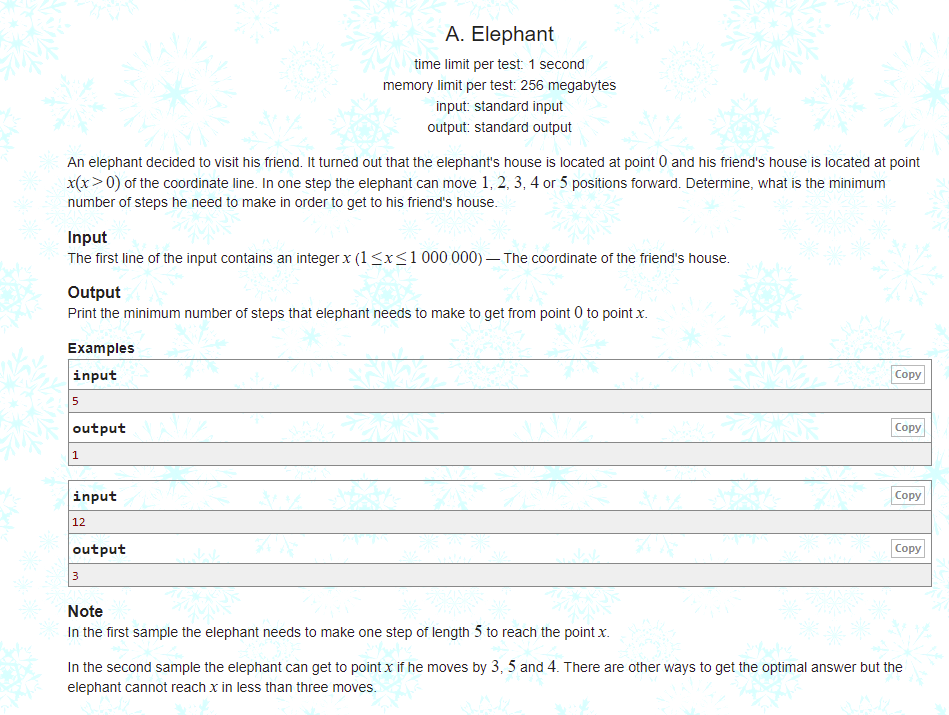 A. Elephant
time limit per test: 1 second
memory limit per test: 256 megabytes
input: standard input
output: standard output
An elephant decided to visit his friend. It turned out that the elephant's house is located at point 0 and his friend's house is located at point
x(x > 0) of the coordinate line. In one step the elephant can move 1, 2, 3, 4 or 5 positions forward. Determine, what is the minimum
number of steps he need to make in order to get to his friend's house.
Input
The first line of the input contains an integer x (1 ≤ x ≤ 1 000 000) — The coordinate of the friend's house.
Output
Print the minimum number of steps that elephant needs to make to get from point 0 to point x.
Examples
input Copy
5
output Copy
1
input Copy
12
output Copy
3
Note
In the first sample the elephant needs to make one step of length 5 to reach the point x.
In the second sample the elephant can get to point x if he moves by 3, 5 and 4. There are other ways to get the optimal answer but the
elephant cannot reach x in less than three moves.